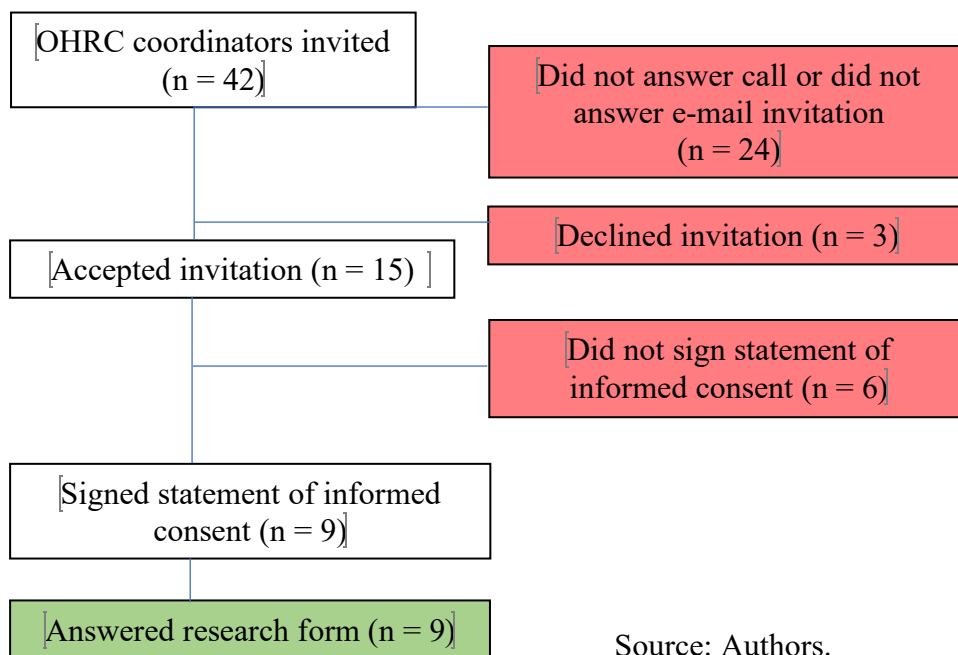 OHRC coordinators invited
(n = 42)
Did not answer call or did not
answer e-mail invitation
(n = 24)
Declined invitation (n = 3)
Accepted invitation (n = 15)
Did not sign statement of
informed consent (n = 6)
Signed statement of informed
consent (n = 9)
Answered research form (n = 9)
Source: Authors.